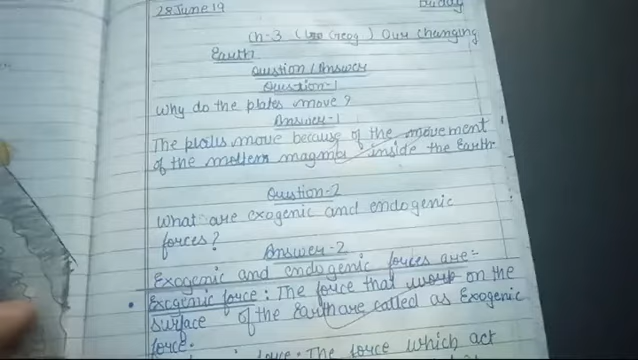 28 June 19
Ch-3 (Geog) Our changing
Earth
Question/Answer
Question-1
Why do the plates move?
Answer-1
The plates move because of the movement
of the moltem magma inside the Earth
Question-2
What are exogenic and endogenic
forces?
Answer-2
Exogenic and endogenic forces are:-
• Exogenic force: The force that work on the
surface of the Earth are called as Exogenic
force.
force: The force which act